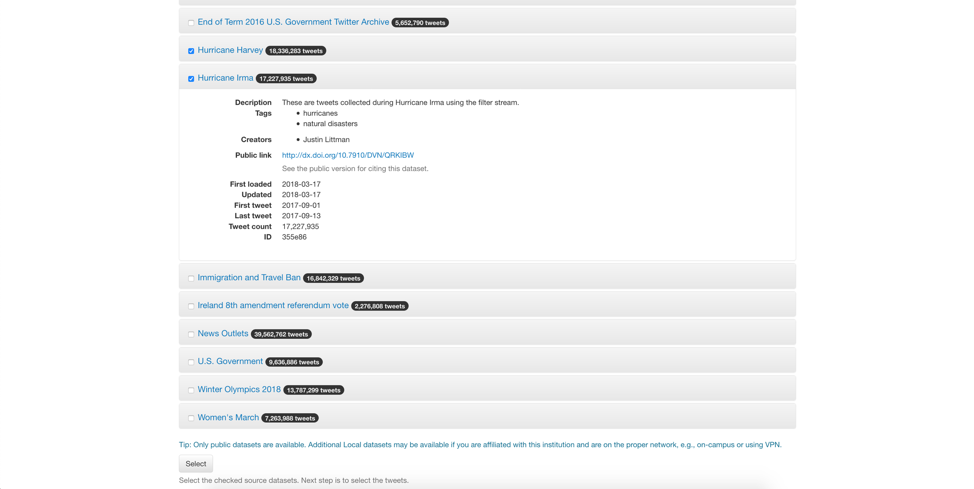 End of Term 2016 U.S. Government Twitter Archive 5,652,790 tweets
Hurricane Harvey 18,336,283 tweets
Hurricane Irma 17,227,935 tweets
Decription These are tweets collected during Hurricane Irma using the filter stream.
Tags • hurricanes
• natural disasters
Creators • Justin Littman
Public link http://dx.doi.org/10.7910/DVN/QRKIBW
See the public version for citing this dataset.
First loaded 2018-03-17
Updated 2018-03-17
First tweet 2017-09-01
Last tweet 2017-09-13
Tweet count 17,227,935
ID 355e86
Immigration and Travel Ban 16,842,329 tweets
Ireland 8th amendment referendum vote 2,276,808 tweets
News Outlets 39,562,762 tweets
U.S. Government 9,636,886 tweets
Winter Olympics 2018 13,787,299 tweets
Women's March 7,263,988 tweets
Tip: Only public datasets are available. Additional Local datasets may be available if you are affiliated with this institution and are on the proper network, e.g., on-campus or using VPN.
Select
Select the checked source datasets. Next step is to select the tweets.